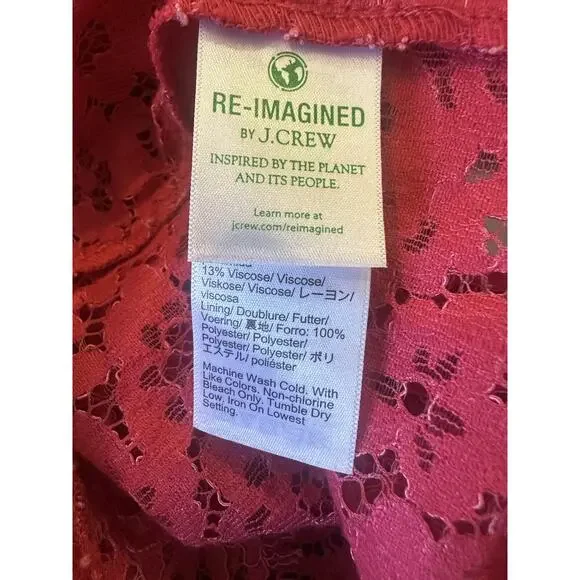 RE-IMAGINED
BY J.CREW
INSPIRED BY THE PLANET
AND ITS PEOPLE.
Learn more at
jcrew.com/reimagined
13% Viscose/ Viscose/
Viskose/ Viscose/ レーヨン/
viscosa
Lining/ Doublure/ Futter/
Voering/ 裏地/ Forro: 100%
Polyester/ Polyester/
Polyester/ Polyester/ ポリ
エステル/ poliéster
Machine Wash Cold. With
Like Colors. Non-chlorine
Bleach Only. Tumble Dry
Low. Iron On Lowest
Setting.